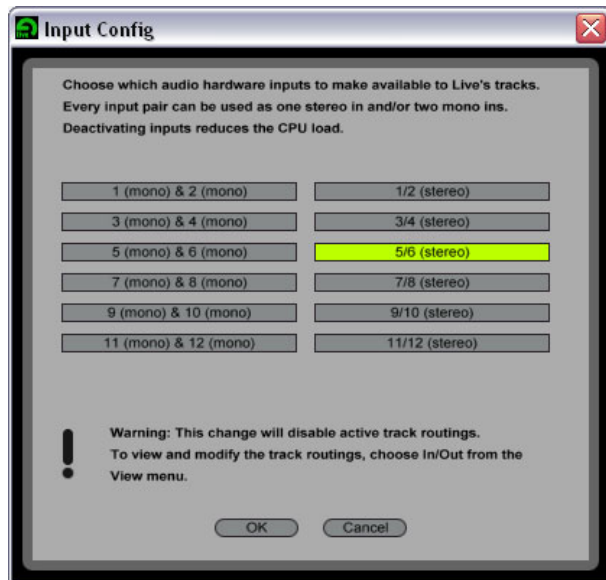 Input Config
Choose which audio hardware inputs to make available to Live's tracks.
Every input pair can be used as one stereo in and/or two mono ins.
Deactivating inputs reduces the CPU load.
1 (mono) & 2 (mono)
1/2 (stereo)
3 (mono) & 4 (mono)
3/4 (stereo)
5 (mono) & 6 (mono)
5/6 (stereo)
7 (mono) & 8 (mono)
7/8 (stereo)
9 (mono) & 10 (mono)
9/10 (stereo)
11 (mono) & 12 (mono)
11/12 (stereo)
Warning: This change will disable active track routings.
To view and modify the track routings, choose In/Out from the
View menu.
OK
Cancel